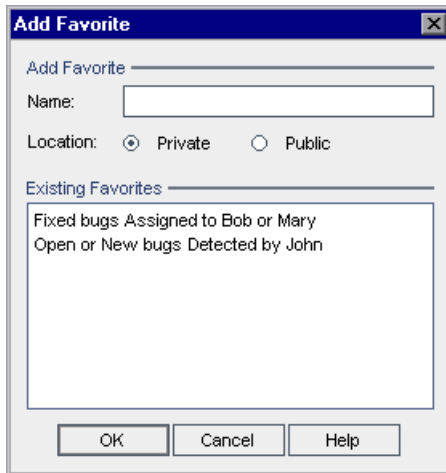 Add Favorite
Add Favorite
Name:
Location: Private Public
Existing Favorites
Fixed bugs Assigned to Bob or Mary
Open or New bugs Detected by John
OK Cancel Help